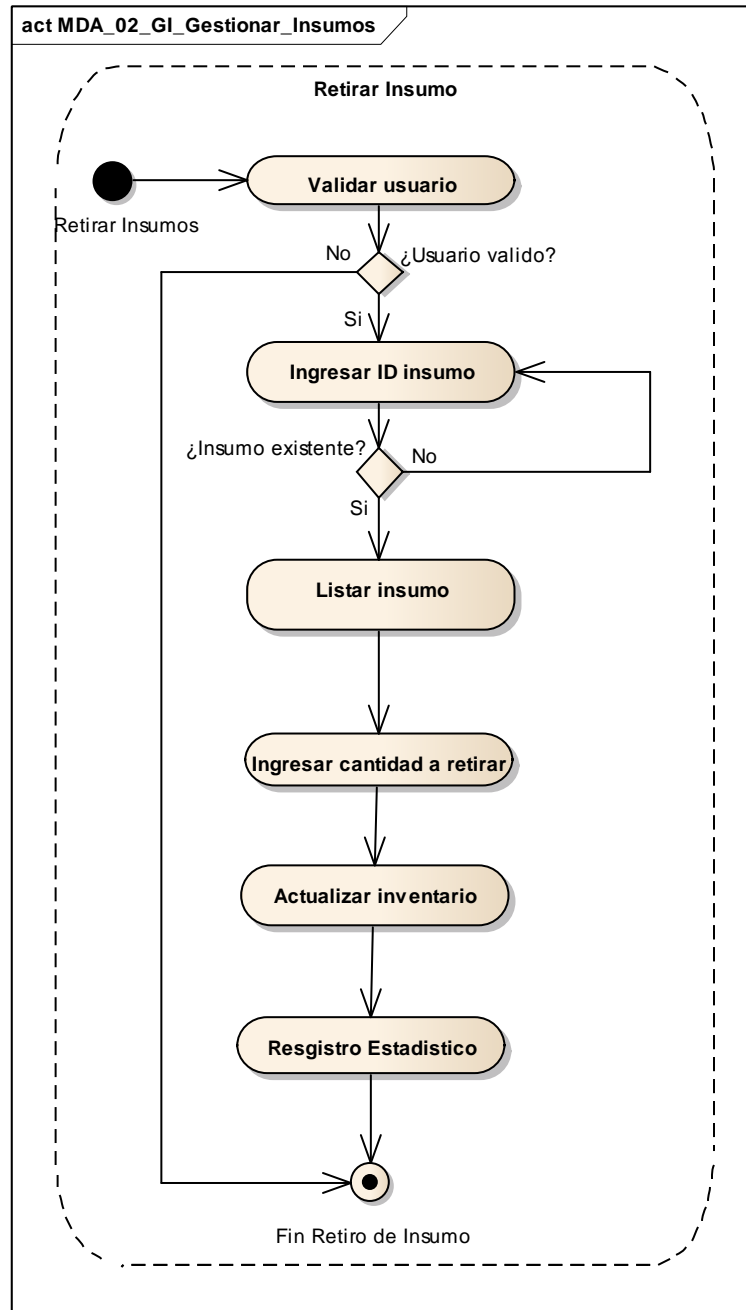 act MDA_02_GI_Gestionar_Insumos
Retirar Insumo
Validar usuario
Retirar Insumos
No
¿Usuario valido?
Si
Ingresar ID insumo
¿Insumo existente?
No
Si
Listar insumo
Ingresar cantidad a retirar
Actualizar inventario
Resgistro Estadistico
Fin Retiro de Insumo